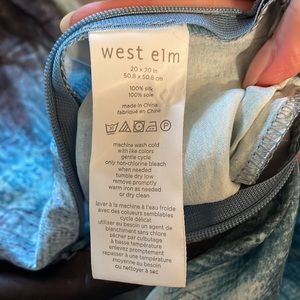 west elm
20 x 20 in
50.8 x 50.8 cm
100% silk
100% soie
made in China
fabriqué en Chine
machine wash cold
with like colors
gentle cycle
only non-chlorine bleach
when needed
tumble dry low
remove promptly
warm iron as needed
or dry clean
laver à la machine à l'eau froide
avec des couleurs semblables
cycle délicat
utiliser au besoin un agent de
blanchiment sans chlore
sécher par culbutage
à basse température
enlevez promptement
repasser à une température
moyenne au besoin
ou nettoyer à sec